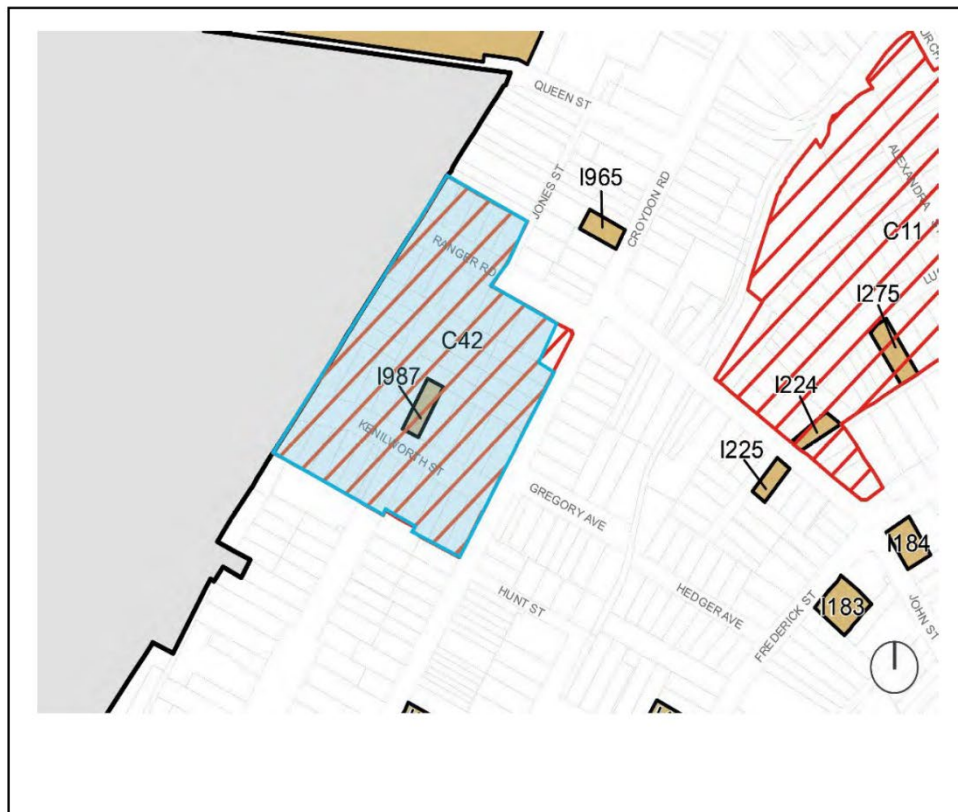 QUEEN ST
JONES ST
I965
CROYDON RD
ALEXANDRA
C11
RANGER RD
I275
C42
I987
I224
KENILWORTH ST
I225
GREGORY AVE
I184
HUNT ST
HEDGER AVE
FREDERICK ST
I183
JOHN ST